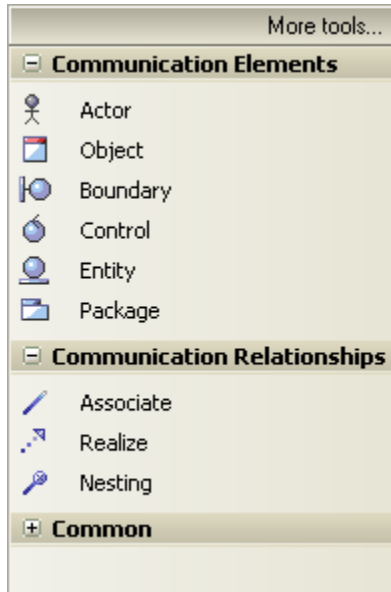 More tools...
Communication Elements
Actor
Object
Boundary
Control
Entity
Package
Communication Relationships
Associate
Realize
Nesting
Common